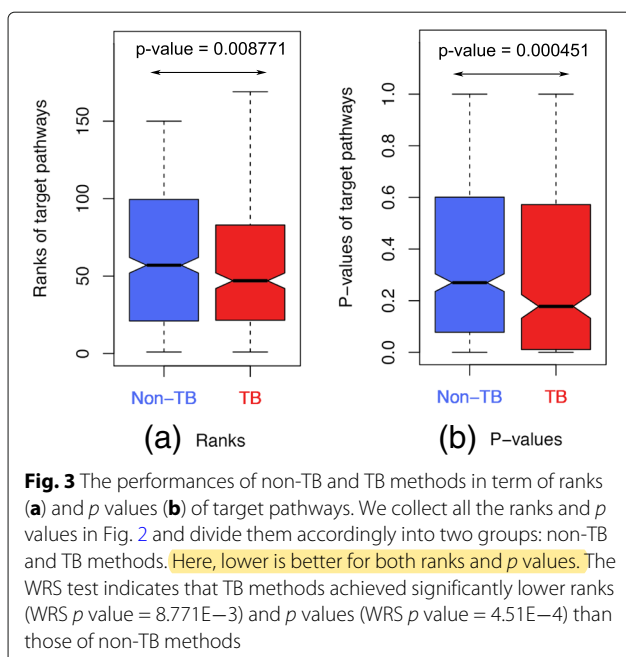 p-value = 0.008771
Ranks of target pathways
150
100
50
0
Non-TB
TB
(a) Ranks
p-value = 0.000451
P-values of target pathways
1.0
0.8
0.6
0.4
0.2
0.0
Non-TB
TB
(b) P-values
Fig. 3 The performances of non-TB and TB methods in term of ranks
(a) and p values (b) of target pathways. We collect all the ranks and p
values in Fig. 2 and divide them accordingly into two groups: non-TB
and TB methods. Here, lower is better for both ranks and p values. The
WRS test indicates that TB methods achieved significantly lower ranks
(WRS p value = 8.771E−3) and p values (WRS p value = 4.51E−4) than
those of non-TB methods